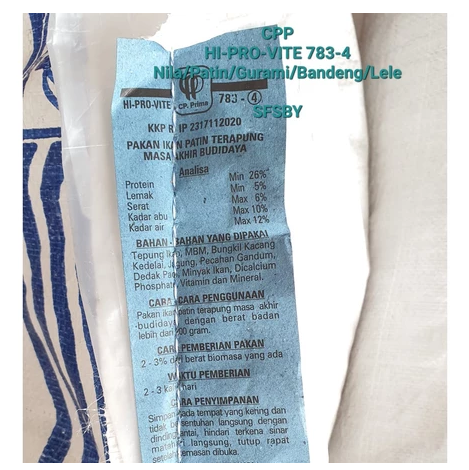 CPP
HI-PRO-VITE 783-4
Nila/Patin/Gurami/Bandeng/Lele
SFSBY
HI-PRO-VITE CP. Prima 783 - 4
KKP R IP 2317112020
PAKAN IKAN PATIN TERAPUNG
MASA AKHIR BUDIDAYA
Analisa
Protein Min 26%
Lemak Min 5%
Serat Max 6%
Kadar abu Max 10%
Kadar air Max 12%
BAHAN - BAHAN YANG DIPAKAI
Tepung Ikan, MBM, Bungkil Kacang
Kedelai, Jagung, Pecahan Gandum,
Dedak Padi, Minyak Ikan, Dicalcium
Phosphate, Vitamin dan Mineral.
CARA - CARA PENGGUNAAN
Pakan ikan patin terapung masa akhir
budidaya dengan berat badan
lebih dari 200 gram.
CARA PEMBERIAN PAKAN
2 - 3% dari berat biomasa yang ada
WAKTU PEMBERIAN
2 - 3 kali hari
CARA PENYIMPANAN
Simpan pada tempat yang kering dan
tidak bersentuhan langsung dengan
dinding/lantai, hindari terkena sinar
matahari langsung, tutup rapat
setelah kemasan dibuka.